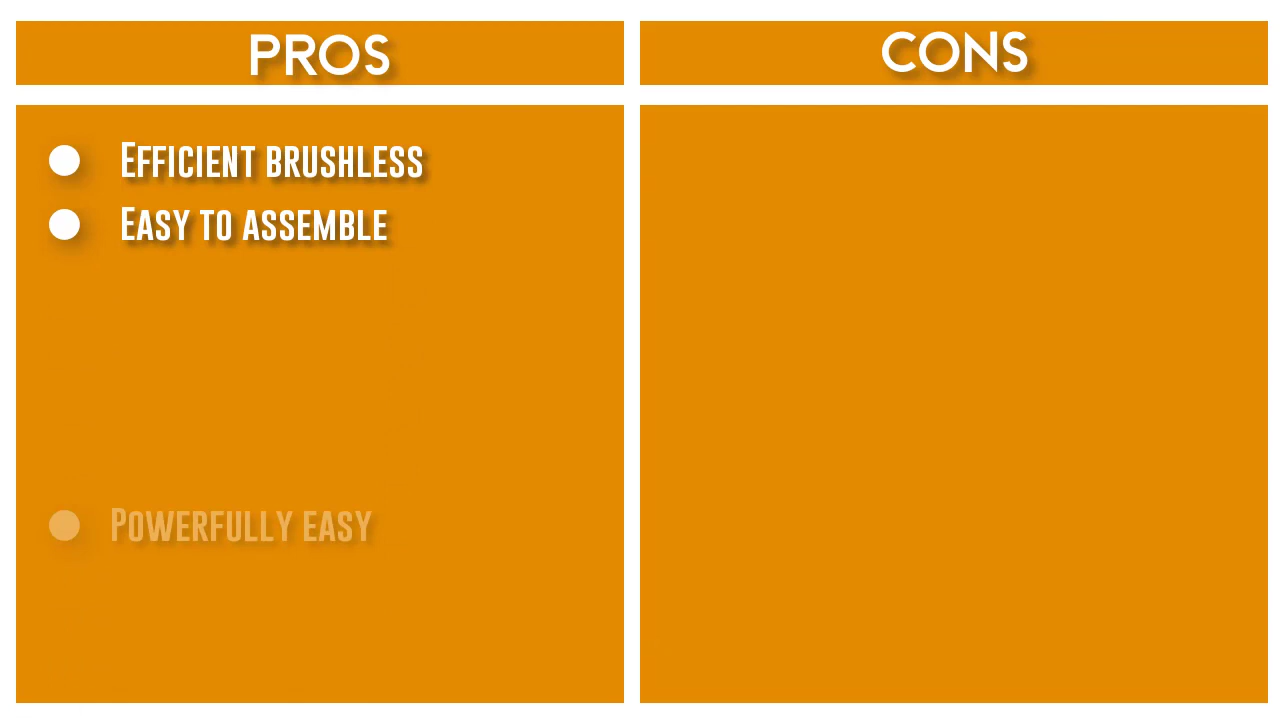 PROS
CONS
Efficient brushless
Easy to assemble
Powerfully easy